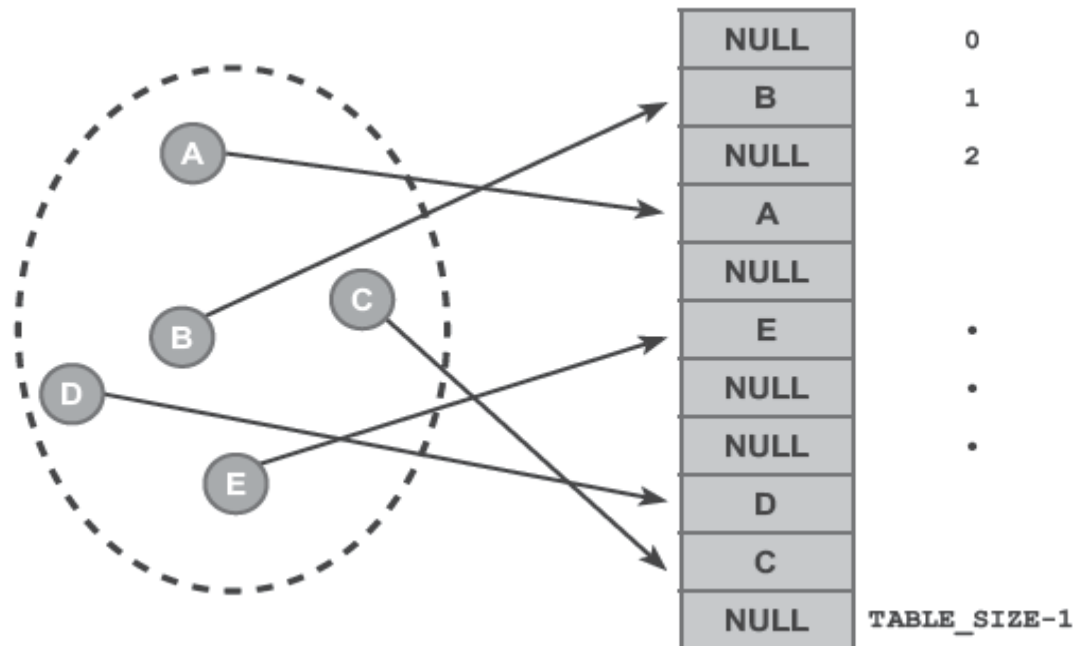 A
B
C
D
E
NULL 0
B 1
NULL 2
A
NULL
E •
NULL •
NULL •
D
C
NULL TABLE_SIZE-1